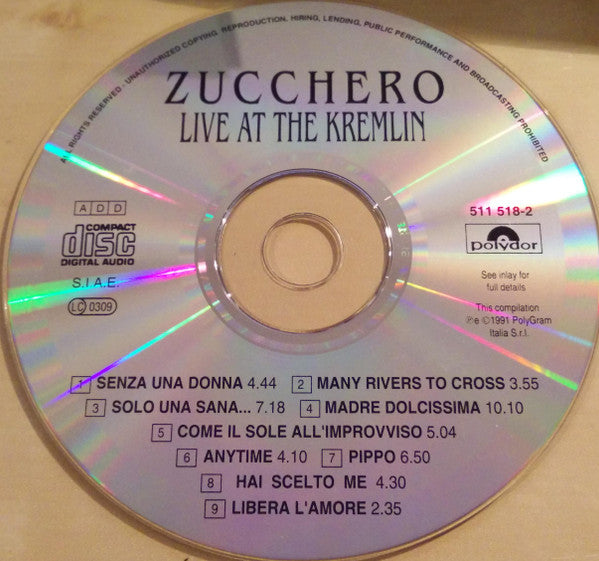 ALL RIGHTS RESERVED - UNAUTHORIZED COPYING REPRODUCTION, HIRING, LENDING, PUBLIC PERFORMANCE AND BROADCASTING PROHIBITED
ZUCCHERO
LIVE AT THE KREMLIN
A D D
COMPACT
disc
DIGITAL AUDIO
S.I.A.E.
LC 0309
511 518-2
polydor
See inlay for
full details
This compilation
℗e ©1991 PolyGram
Italia S.r.l.
1 SENZA UNA DONNA 4.44 2 MANY RIVERS TO CROSS 3.55
3 SOLO UNA SANA... 7.18 4 MADRE DOLCISSIMA 10.10
5 COME IL SOLE ALL'IMPROVVISO 5.04
6 ANYTIME 4.10 7 PIPPO 6.50
8 HAI SCELTO ME 4.30
9 LIBERA L'AMORE 2.35